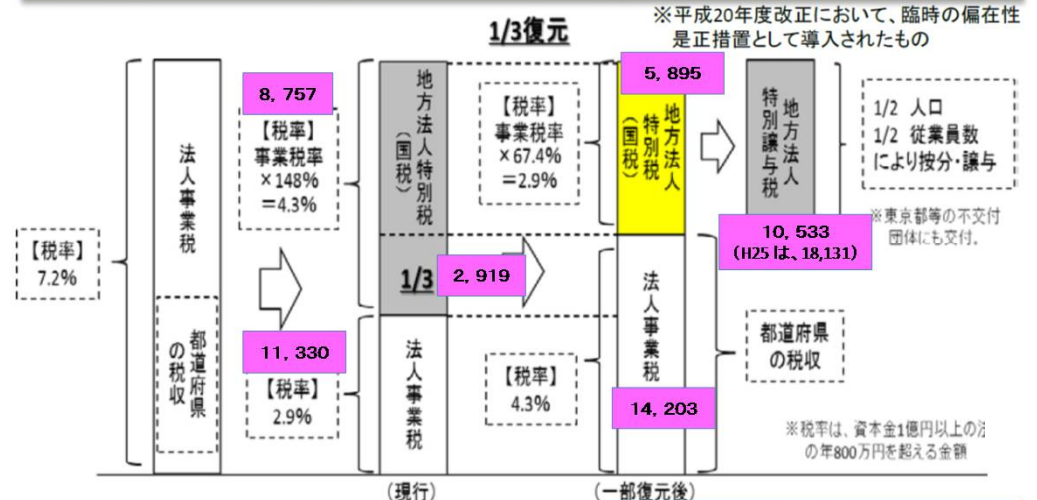 ※平成20年度改正において、臨時の偏在性
是正措置として導入されたもの
1/3復元
【税率】
7.2%
法人事業税
都道府県
の税収
8,757
【税率】
事業税率
×148%
=4.3%
11,330
【税率】
2.9%
地方法人特別税
(国税)
1/3
2,919
法人事業税
(現行)
【税率】
事業税率
×67.4%
=2.9%
【税率】
4.3%
5,895
地方法人
特別税
(国税)
法人事業税
14,203
(一部復元後)
地方法人
特別譲与税
10,533
(H25は、18,131)
1/2 人口
1/2 従業員数
により按分・譲与
※東京都等の不交付
団体にも交付。
都道府県
の税収
※税率は、資本金1億円以上の
の年800万円を超える金額